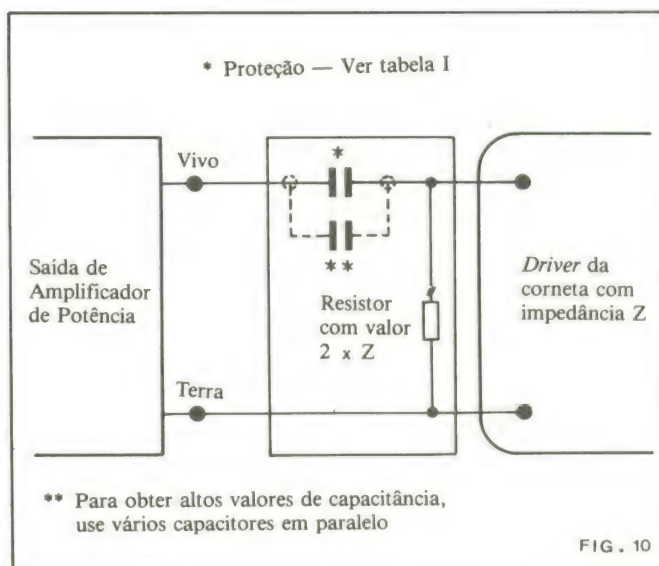 * Proteção — Ver tabela I
Vivo
*
**
Saída de
Amplificador
de Potência
Resistor
com valor
2 x Z
Driver da
corneta com
impedância Z
Terra
** Para obter altos valores de capacitância,
use vários capacitores em paralelo
FIG. 10